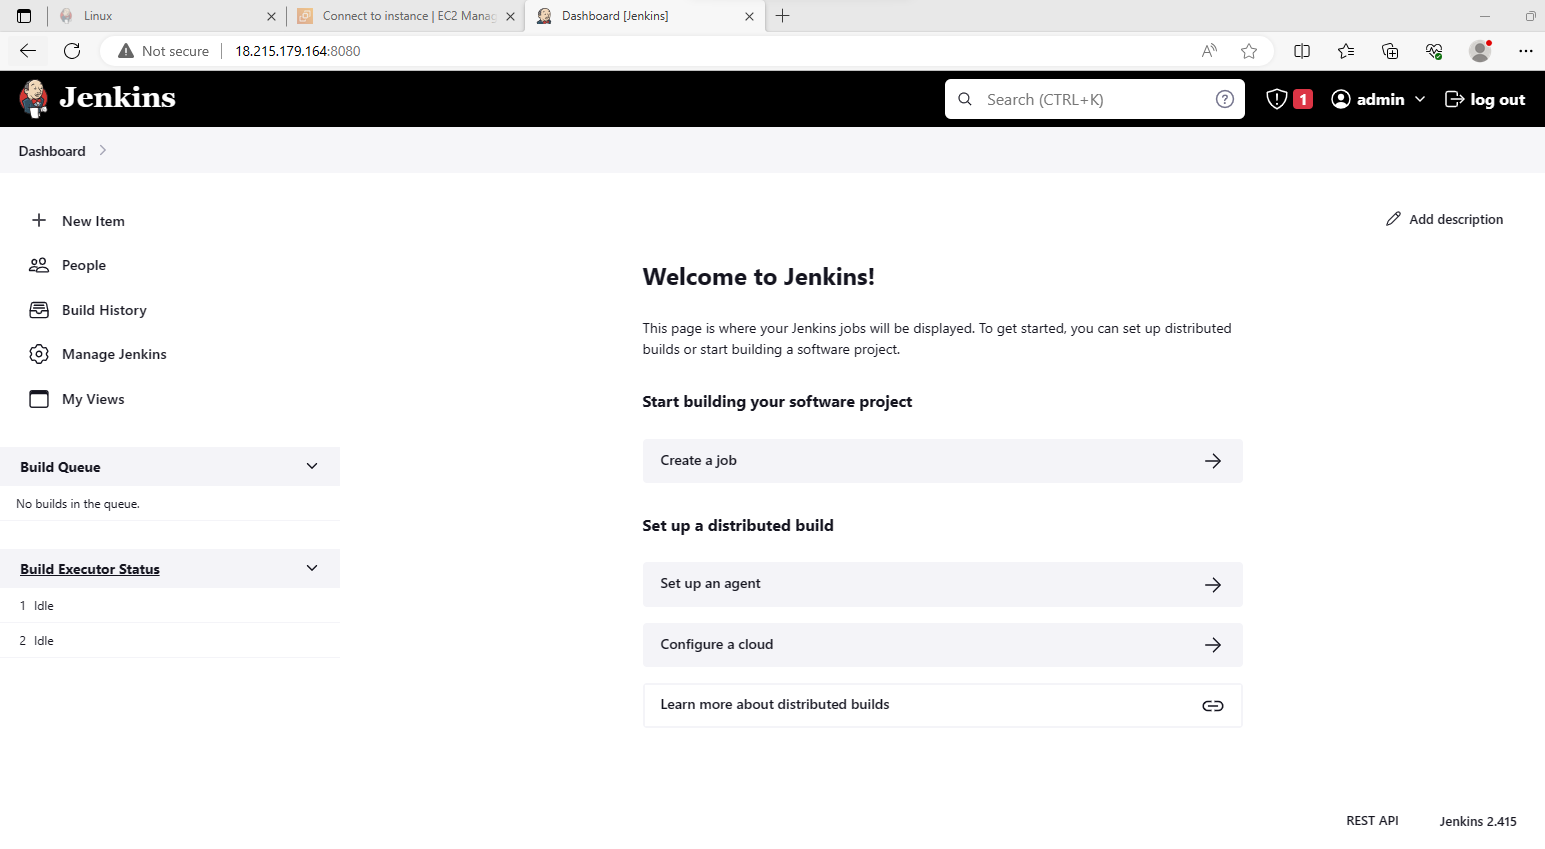 Linux
Connect to instance | EC2 Manag
Dashboard [Jenkins]
Not secure
18.215.179.164:8080
Jenkins
Search (CTRL+K)
1
admin
log out
Dashboard
New Item
Add description
People
Build History
Manage Jenkins
My Views
Build Queue
No builds in the queue.
Build Executor Status
1 Idle
2 Idle
Welcome to Jenkins!
This page is where your Jenkins jobs will be displayed. To get started, you can set up distributed
builds or start building a software project.
Start building your software project
Create a job
Set up a distributed build
Set up an agent
Configure a cloud
Learn more about distributed builds
REST API
Jenkins 2.415